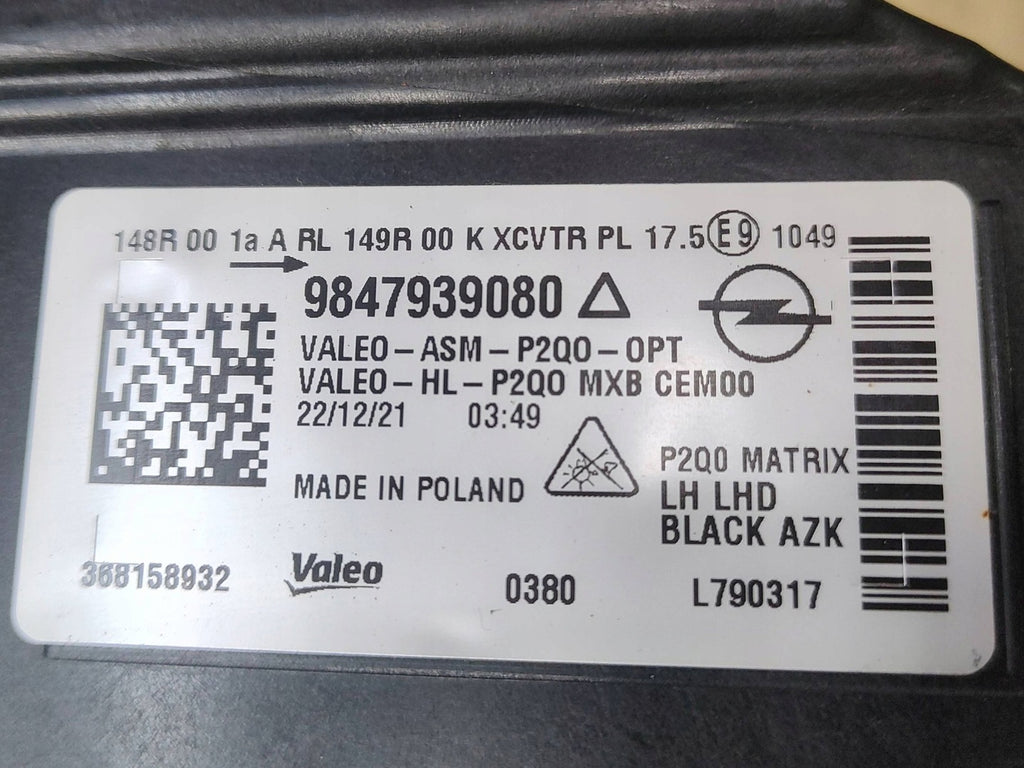 148R 00 1a A RL 149R 00 K XCVTR PL 17.5 E9 1049
9847939080
VALEO-ASM-P2QO-OPT
VALEO-HL-P2QO MXB CEM00
22/12/21 03:49
MADE IN POLAND
P2Q0 MATRIX
LH LHD
BLACK AZK
368158932
Valeo
0380
L790317